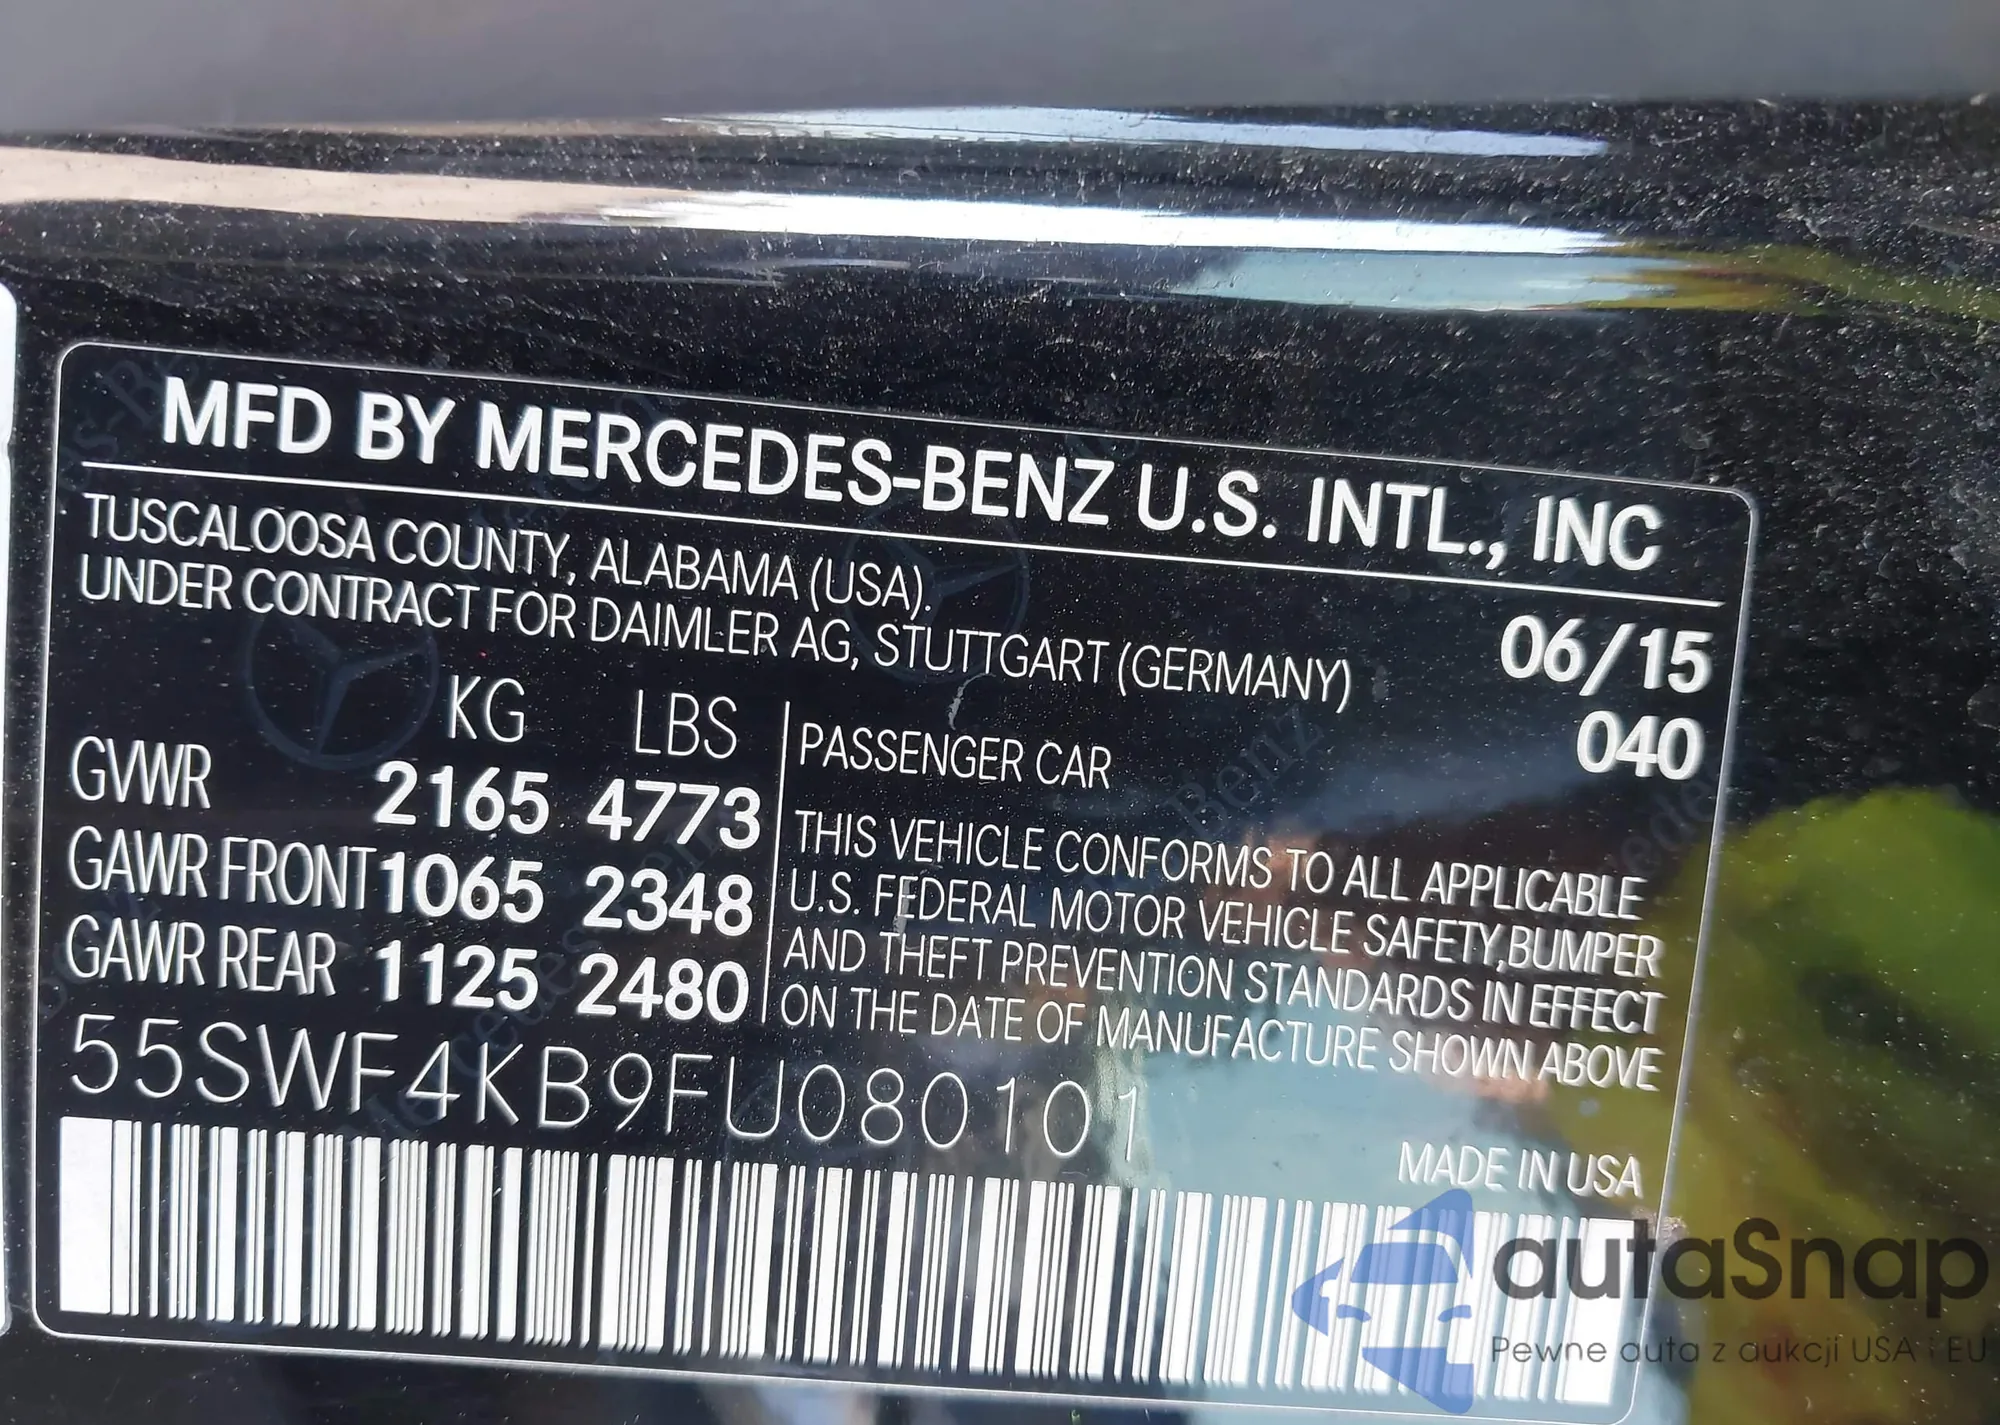 MFD BY MERCEDES-BENZ U.S. INTL., INC
TUSCALOOSA COUNTY, ALABAMA (USA).
UNDER CONTRACT FOR DAIMLER AG, STUTTGART (GERMANY)
06/15
040
KG LBS
GVWR 2165 4773
GAWR FRONT 1065 2348
GAWR REAR 1125 2480
PASSENGER CAR
THIS VEHICLE CONFORMS TO ALL APPLICABLE
U.S. FEDERAL MOTOR VEHICLE SAFETY, BUMPER
AND THEFT PREVENTION STANDARDS IN EFFECT
ON THE DATE OF MANUFACTURE SHOWN ABOVE
55SWF4KB9FU080101
MADE IN USA
autaSnap
Pewne auta z aukcji USA i EU